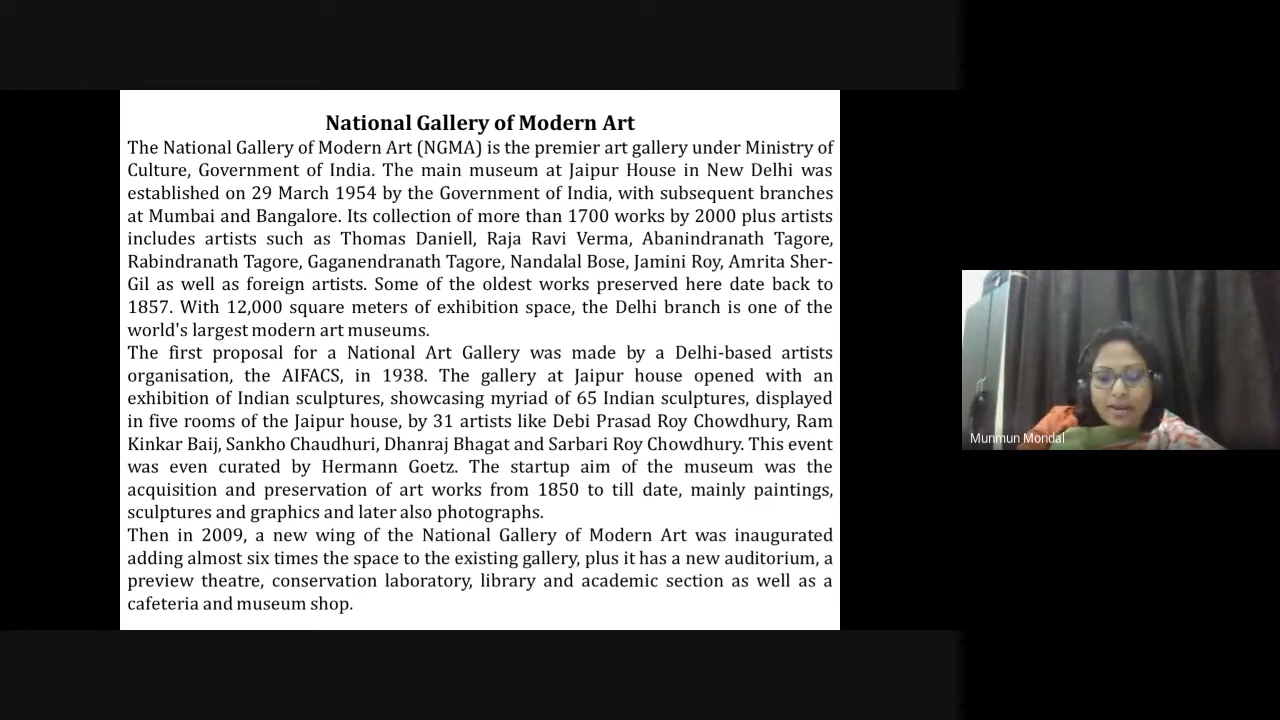 National Gallery of Modern Art
The National Gallery of Modern Art (NGMA) is the premier art gallery under Ministry of
Culture, Government of India. The main museum at Jaipur House in New Delhi was
established on 29 March 1954 by the Government of India, with subsequent branches
at Mumbai and Bangalore. Its collection of more than 1700 works by 2000 plus artists
includes artists such as Thomas Daniell, Raja Ravi Verma, Abanindranath Tagore,
Rabindranath Tagore, Gaganendranath Tagore, Nandalal Bose, Jamini Roy, Amrita Sher-
Gil as well as foreign artists. Some of the oldest works preserved here date back to
1857. With 12,000 square meters of exhibition space, the Delhi branch is one of the
world's largest modern art museums.
The first proposal for a National Art Gallery was made by a Delhi-based artists
organisation, the AIFACS, in 1938. The gallery at Jaipur house opened with an
exhibition of Indian sculptures, showcasing myriad of 65 Indian sculptures, displayed
in five rooms of the Jaipur house, by 31 artists like Debi Prasad Roy Chowdhury, Ram
Kinkar Baij, Sankho Chaudhuri, Dhanraj Bhagat and Sarbari Roy Chowdhury. This event
was even curated by Hermann Goetz. The startup aim of the museum was the
acquisition and preservation of art works from 1850 to till date, mainly paintings,
sculptures and graphics and later also photographs.
Then in 2009, a new wing of the National Gallery of Modern Art was inaugurated
adding almost six times the space to the existing gallery, plus it has a new auditorium, a
preview theatre, conservation laboratory, library and academic section as well as a
cafeteria and museum shop.
Munmun Mondal